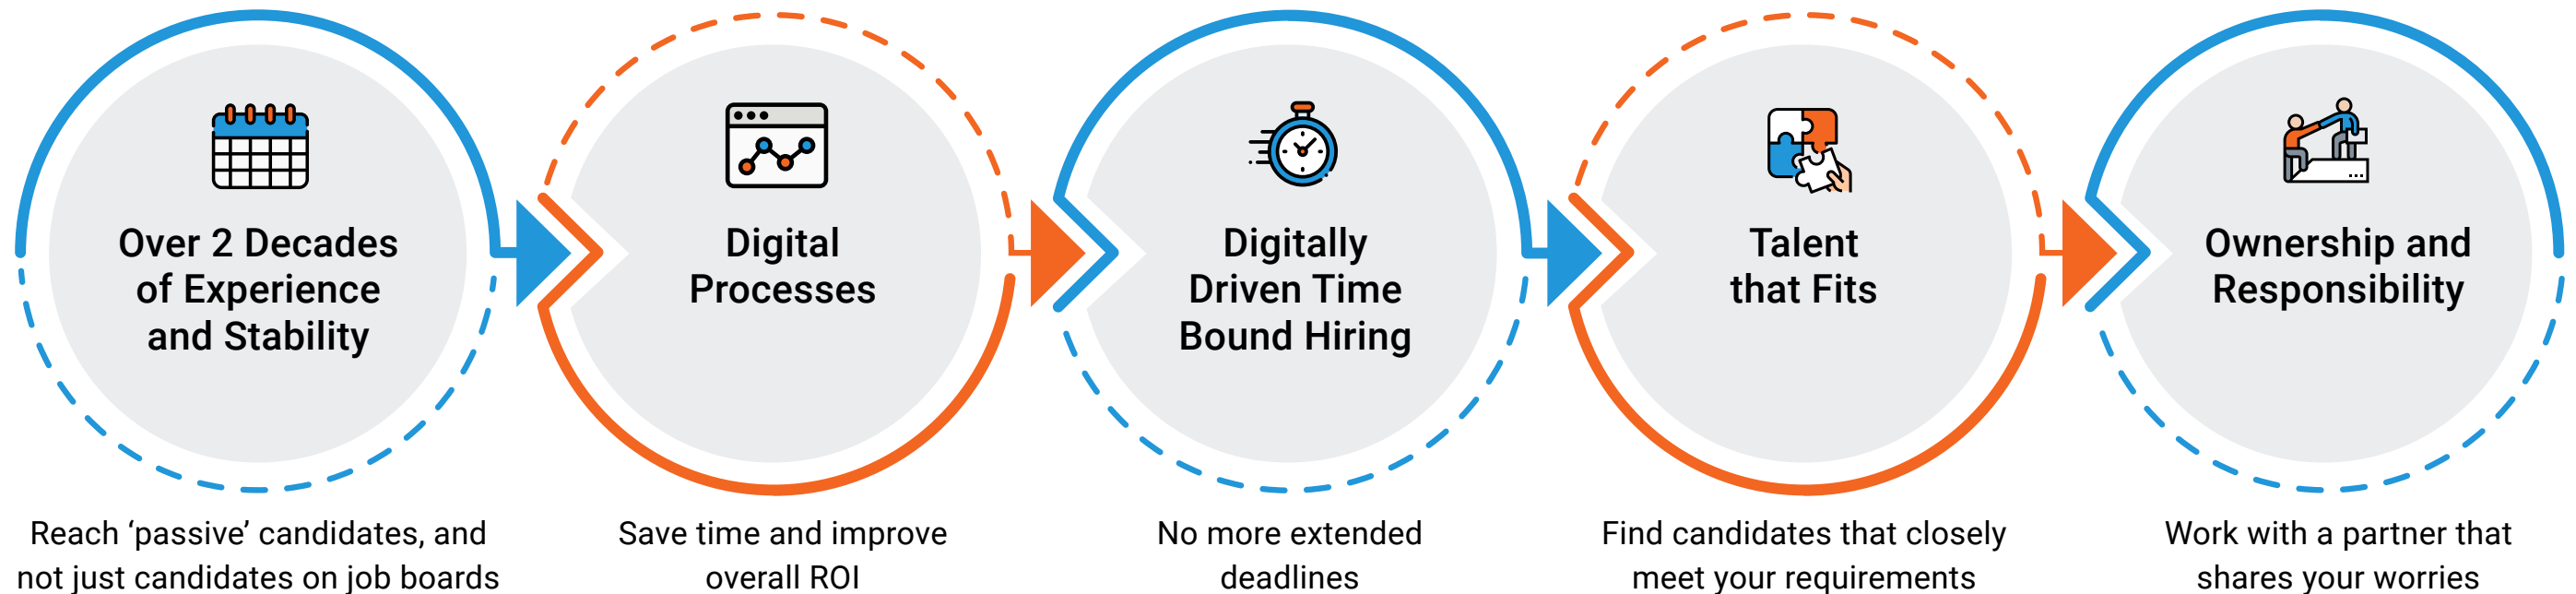 Over 2 Decades
of Experience
and Stability
Reach ‘passive’ candidates, and
not just candidates on job boards
Digital
Processes
Save time and improve
overall ROI
Digitally
Driven Time
Bound Hiring
No more extended
deadlines
Talent
that Fits
Find candidates that closely
meet your requirements
Ownership and
Responsibility
Work with a partner that
shares your worries